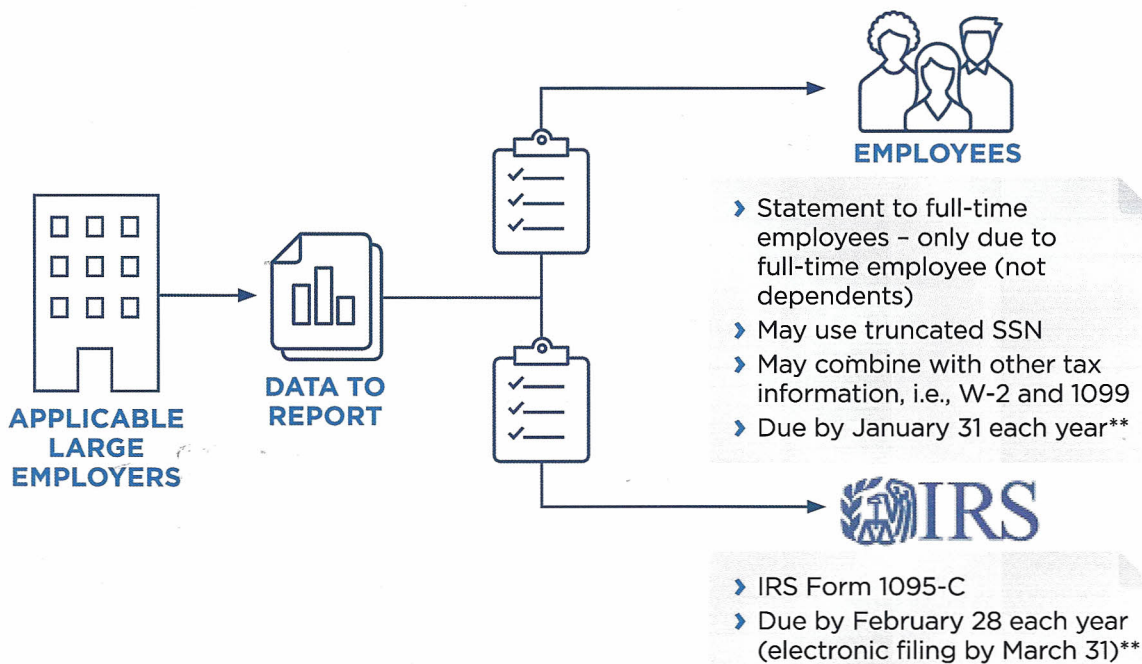 EMPLOYEES
› Statement to full-time
employees – only due to
full-time employee (not
dependents)
› May use truncated SSN
› May combine with other tax
information, i.e., W-2 and 1099
› Due by January 31 each year**
APPLICABLE
LARGE
EMPLOYERS
DATA TO
REPORT
IRS
› IRS Form 1095-C
› Due by February 28 each year
(electronic filing by March 31)**